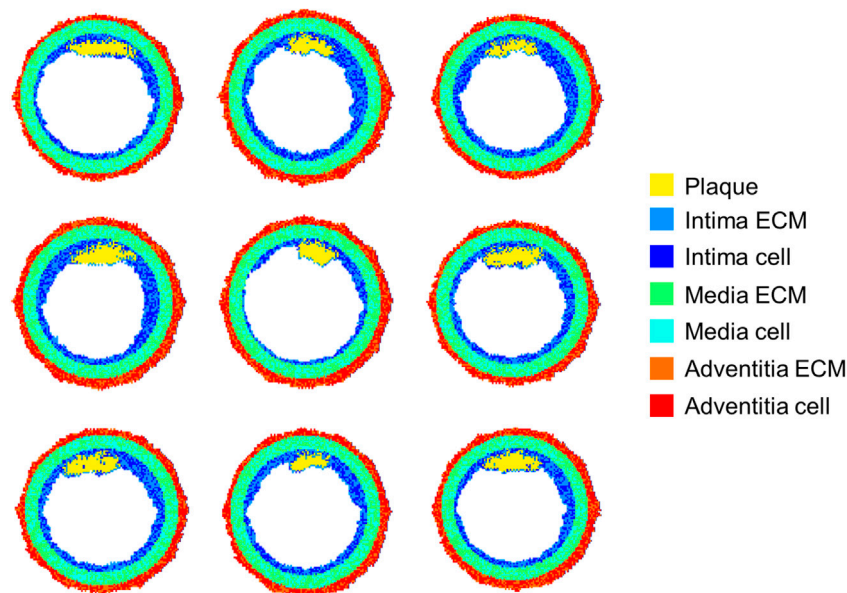 Plaque
Intima ECM
Intima cell
Media ECM
Media cell
Adventitia ECM
Adventitia cell